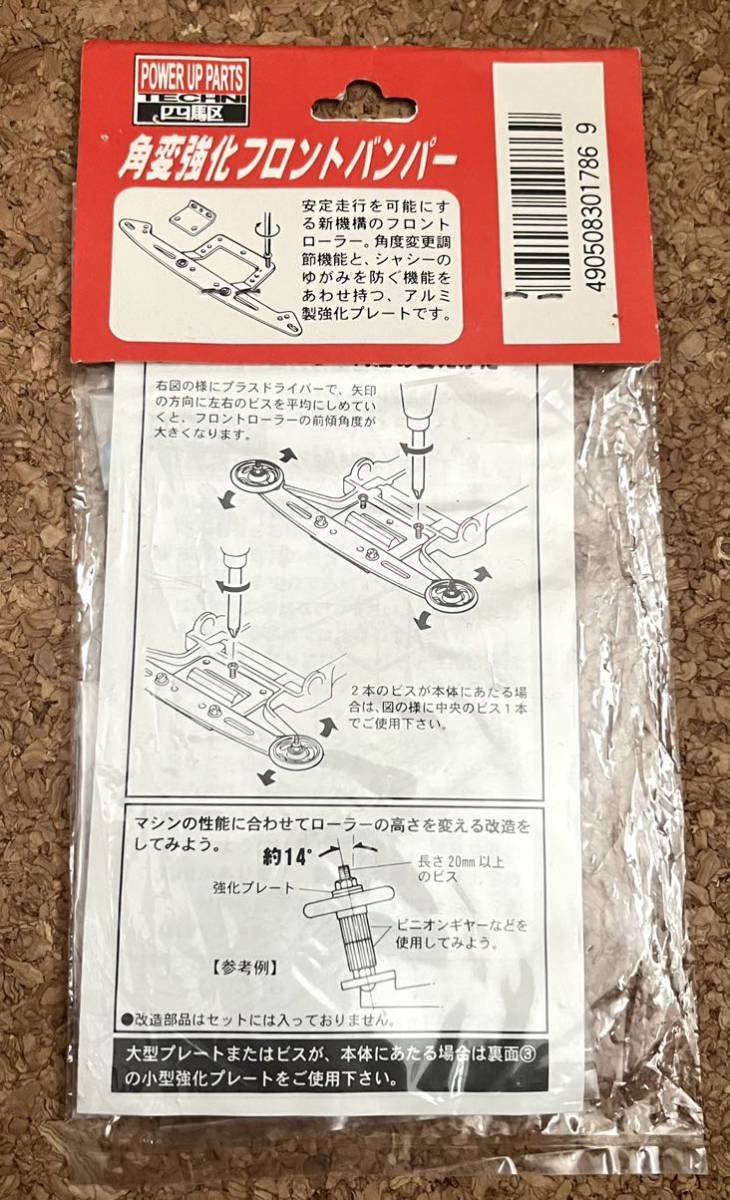 POWER UP PARTS
TECHNI
四駆
角変強化フロントバンパー
安定走行を可能にす
る新機構のフロント
ローラー。角度変更調
節機能と、シャシーの
ゆがみを防ぐ機能を
あわせ持つ、アルミ
製強化プレートです。
4905083017869
右図の様にプラスドライバーで、矢印
の方向に左右のビスを平均にしめてい
くと、フロントローラーの前傾角度が
大きくなります。
2本のビスが本体にあたる場
合は、図の様に中央のビス1本
でご使用下さい。
マシンの性能に合わせてローラーの高さを変える改造を
してみよう。
約14°
長さ20mm以上
のビス
強化プレート
ピニオンギヤーなどを
使用してみよう。
【参考例】
●改造部品はセットには入っておりません。
大型プレートまたはビスが、本体にあたる場合は裏面③
の小型強化プレートをご使用下さい。